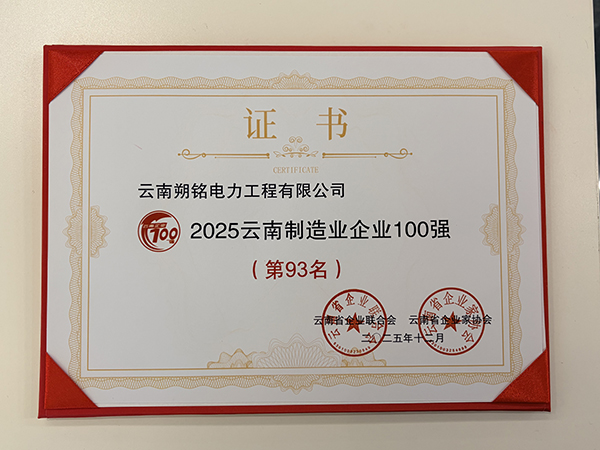 证 书
CERTIFICATE
云南朔铭电力工程有限公司
100 2025云南制造业企业100强
（第93名）
云南省企业联合会 云南省企业家协会
二〇二五年十二月